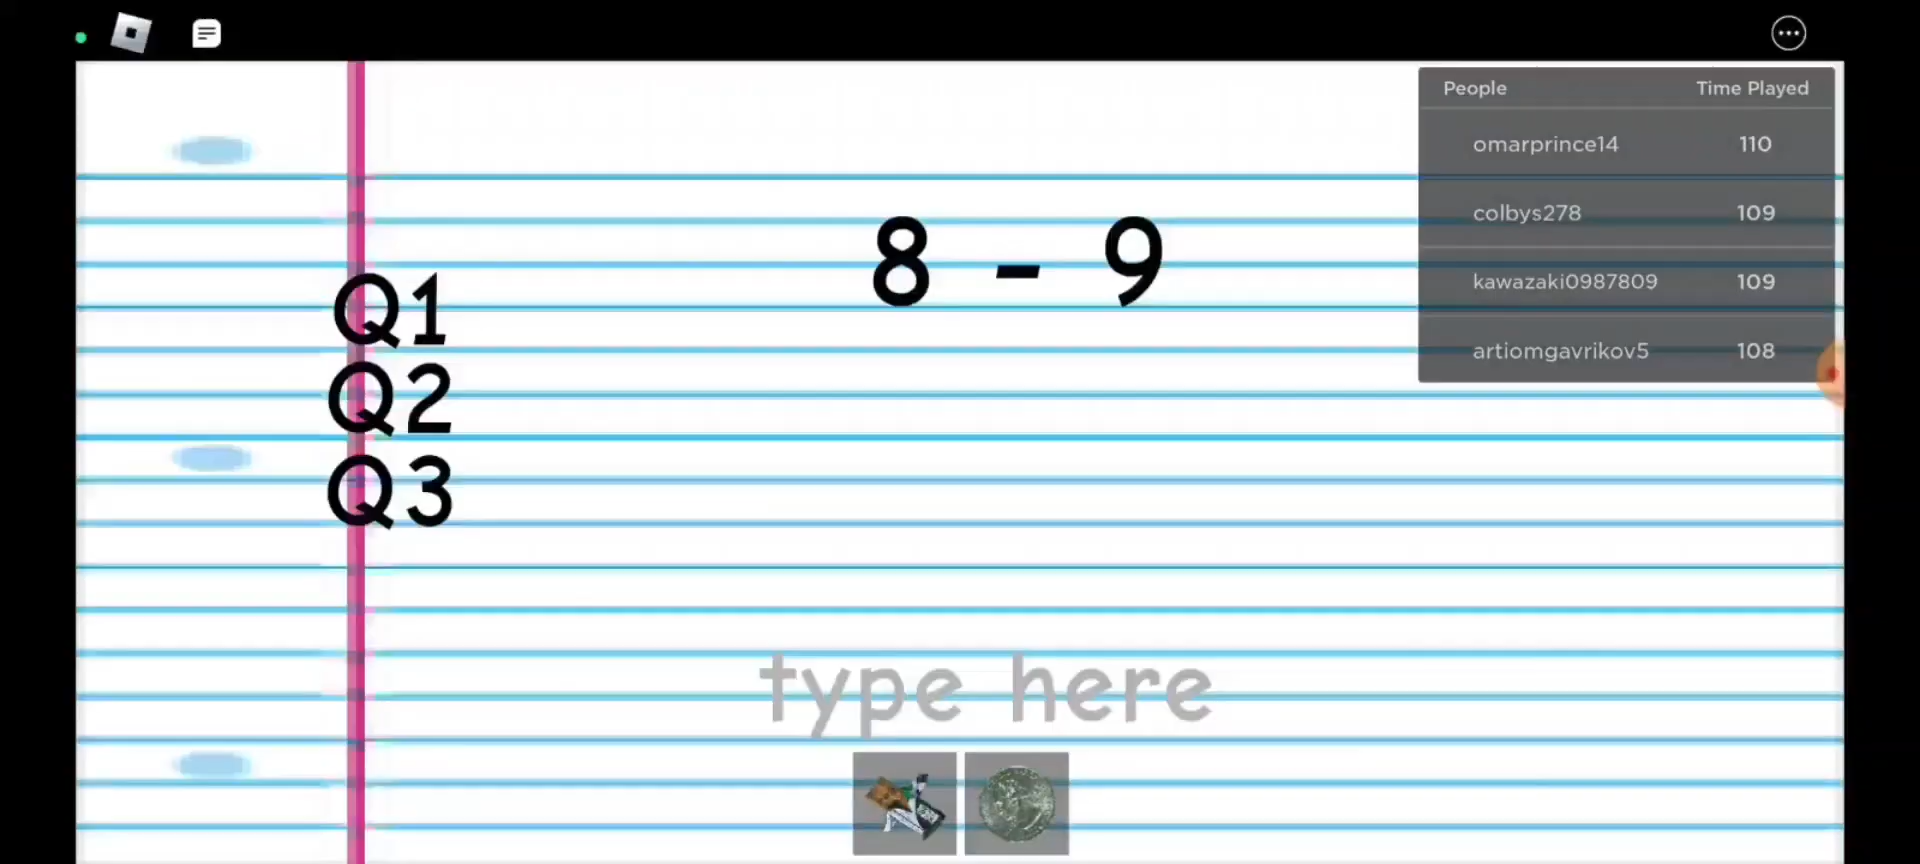 People Time Played
omarprince14 110
colbys278 109
kawazaki0987809 109
artiomgavrikov5 108
8 - 9
Q1
Q2
Q3
type here